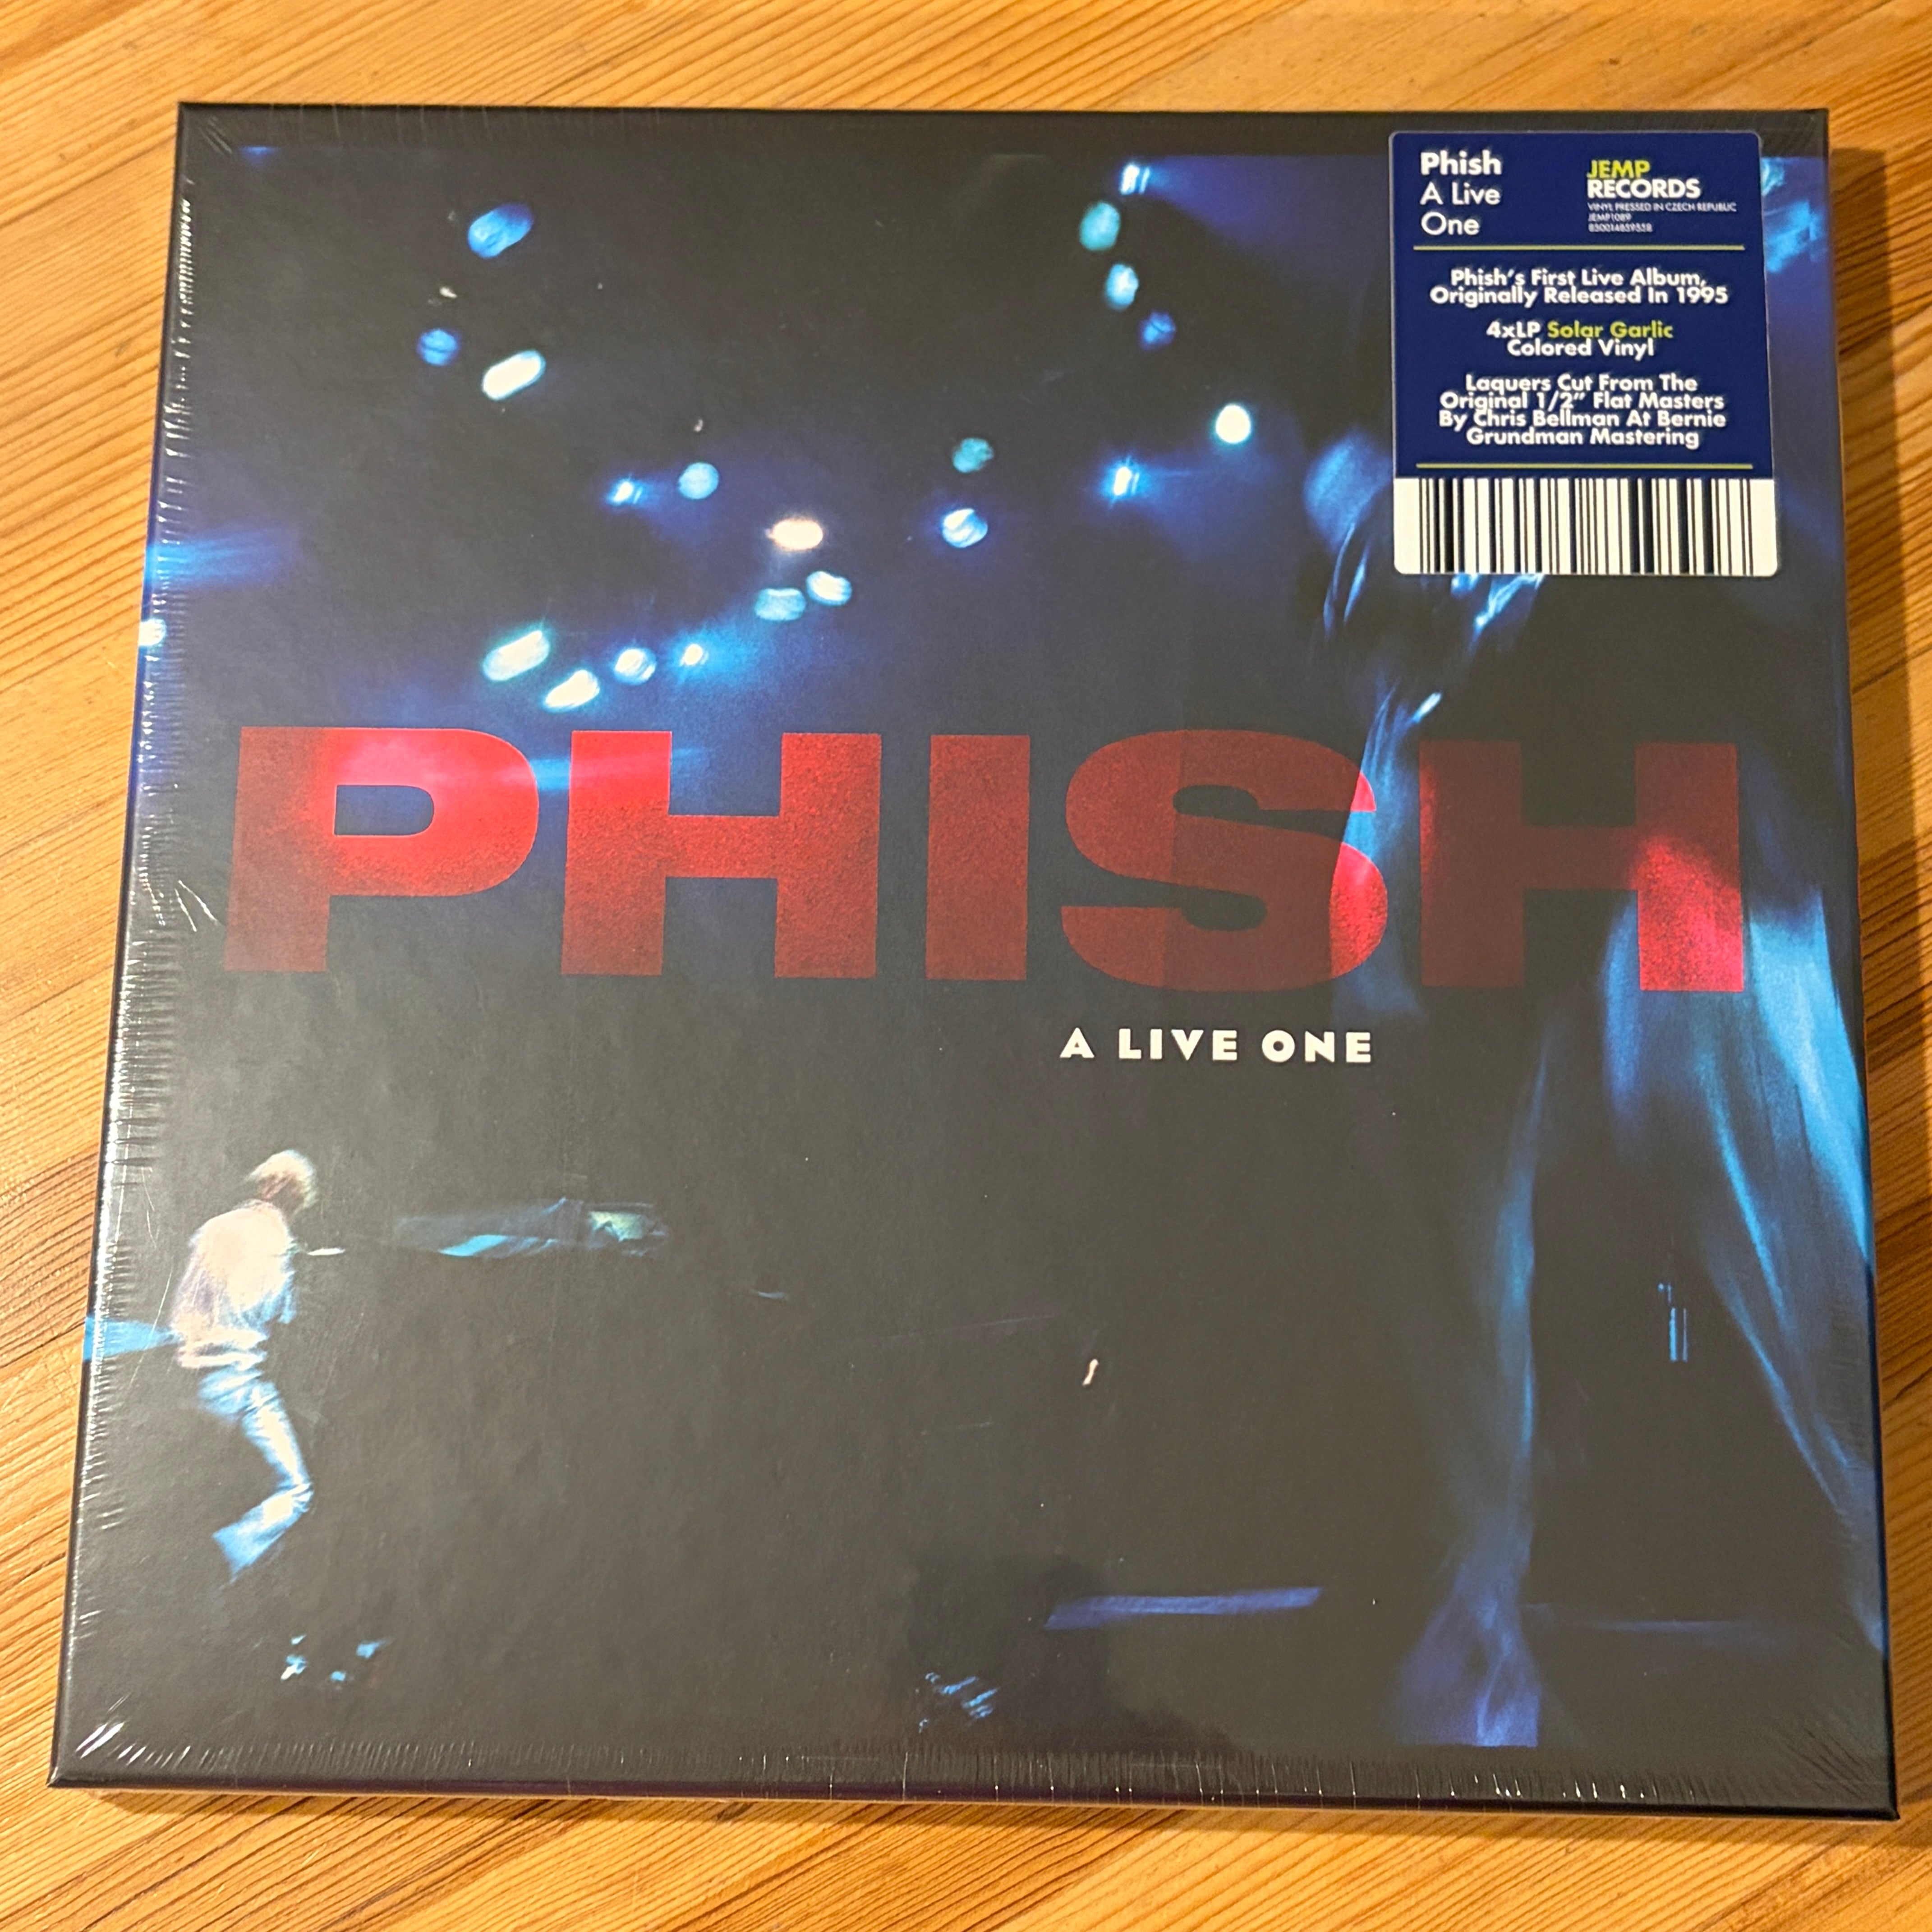 Phish
A Live
One
JEMP
RECORDS
VINYL PRESSED IN CZECH REPUBLIC
JEMP1089
850014859558
Phish's First Live Album,
Originally Released In 1995
4xLP Solar Garlic
Colored Vinyl
Laquers Cut From The
Original 1/2" Flat Masters
By Chris Bellman At Bernie
Grundman Mastering
PHISH
A LIVE ONE